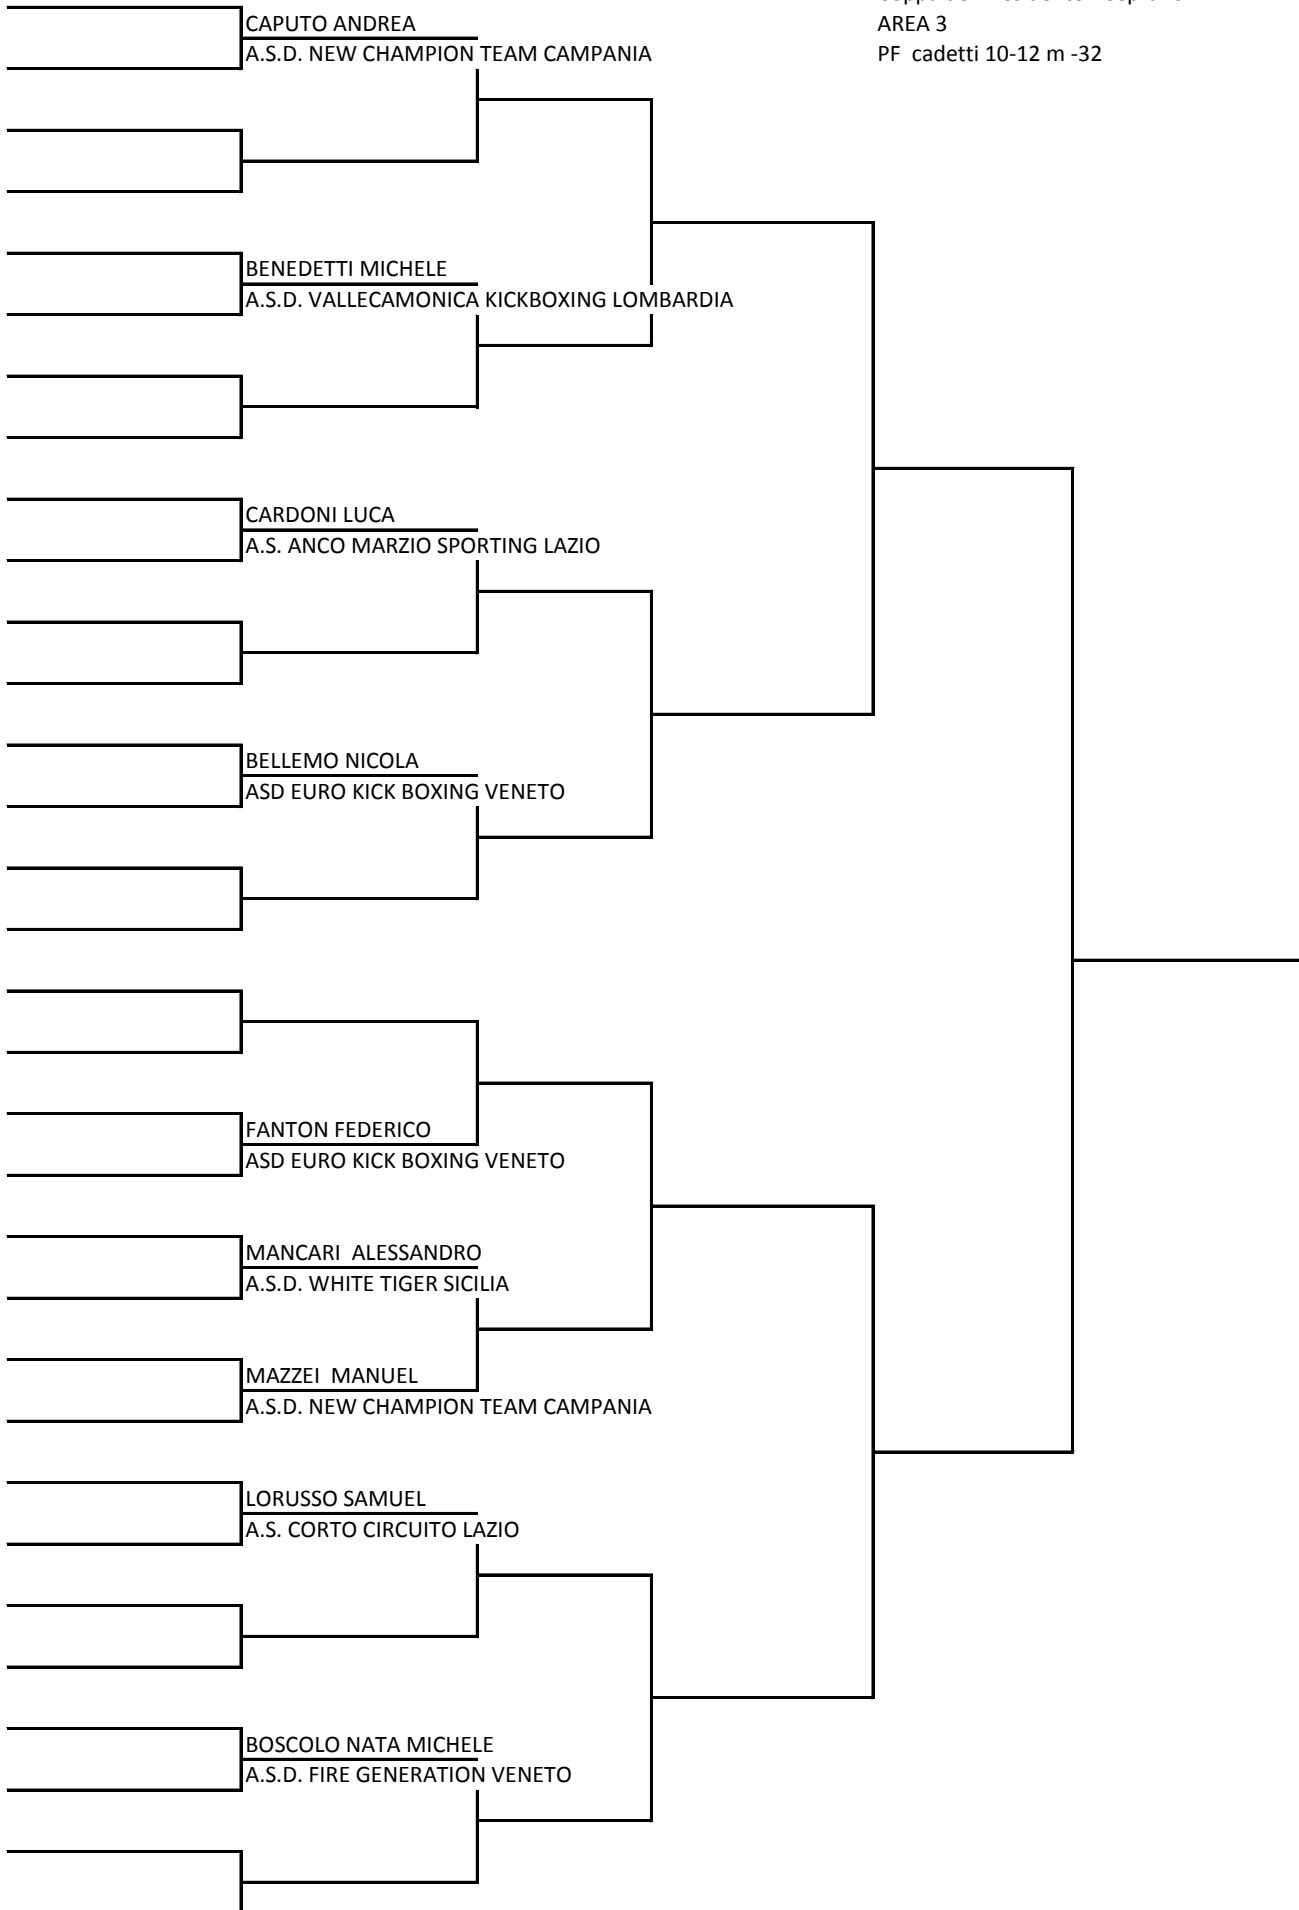 CAPUTO ANDREA
A.S.D. NEW CHAMPION TEAM CAMPANIA
AREA 3
PF  cadetti 10-12 m -32
BENEDETTI MICHELE
A.S.D. VALLECAMONICA KICKBOXING LOMBARDIA
CARDONI LUCA
A.S. ANCO MARZIO SPORTING LAZIO
BELLEMO NICOLA
ASD EURO KICK BOXING VENETO
FANTON FEDERICO
ASD EURO KICK BOXING VENETO
MANCARI  ALESSANDRO
A.S.D. WHITE TIGER SICILIA
MAZZEI  MANUEL
A.S.D. NEW CHAMPION TEAM CAMPANIA
LORUSSO SAMUEL
A.S. CORTO CIRCUITO LAZIO
BOSCOLO NATA MICHELE
A.S.D. FIRE GENERATION VENETO